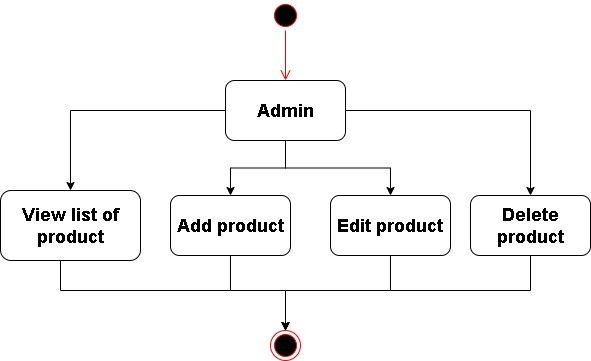 Admin
View list of
product
Add product
Edit product
Delete
product